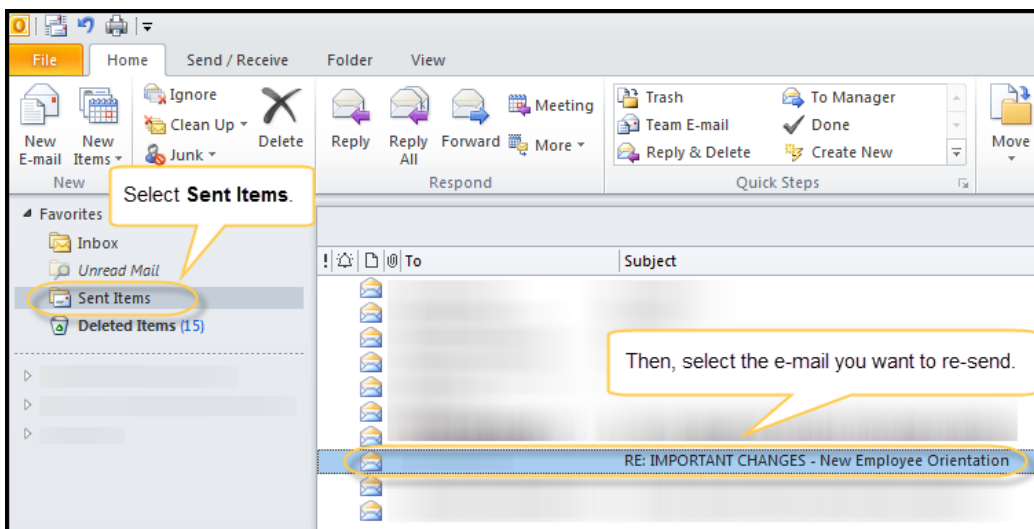 File Home Send / Receive Folder View
Ignore
Clean Up
Junk
New E-mail
New Items
Delete
Reply
Reply All
Forward
Meeting
More
Trash
Team E-mail
Reply & Delete
To Manager
Done
Create New
Move
New
Respond
Quick Steps
Select Sent Items.
Favorites
Inbox
Unread Mail
Sent Items
Deleted Items (15)
! To Subject
Then, select the e-mail you want to re-send.
RE: IMPORTANT CHANGES - New Employee Orientation